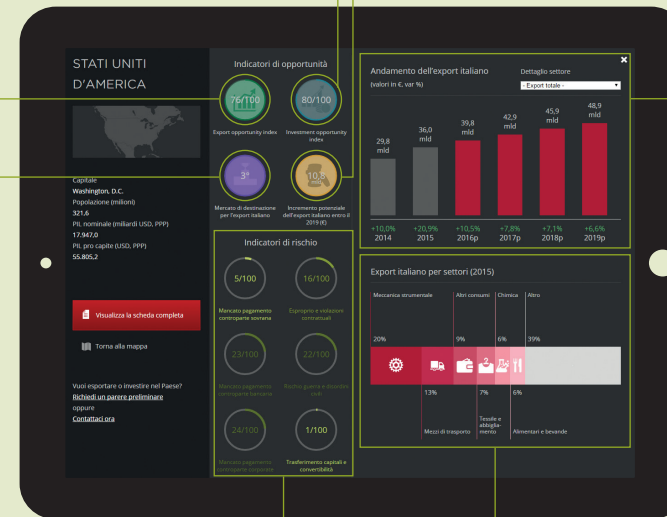 STATI UNITI
D'AMERICA
Capitale
Washington, D.C.
Popolazione (milioni)
321,6
PIL nominale (miliardi USD, PPP)
17.947,0
PIL pro capite (USD, PPP)
55.805,2
Visualizza la scheda completa
Torna alla mappa
Vuoi esportare o investire nel Paese?
Richiedi un parere preliminare
oppure
Contattaci ora
Indicatori di opportunità
76/100
80/100
Export opportunity index
Investment opportunity
index
3ª
Mercato di destinazione
per l'export italiano
Incremento potenziale
dell'export italiano entro il
2019 (€)
Indicatori di rischio
5/100
16/100
Mancato pagamento
controparte sovrana
Esproprio e violazioni
contrattuali
23/100
22/100
Mancato pagamento
controparte bancaria
Rischio guerra e disordini
civili
24/100
1/100
Mancato pagamento
controparte corporate
Trasferimento capitali e
convertibilità
Andamento dell'export italiano
(valori in €, var %)
Dettaglio settore
- Export totale -
29,8
mld
36,0
mld
39,8
mld
42,9
mld
45,9
mld
48,9
mld
+10,0% +20,9% +10,5% +7,8% +7,1% +6,6%
2014 2015 2016p 2017p 2018p 2019p
Export italiano per settori (2015)
Meccanica strumentale Altri consumi Chimica Altro
20% 9% 6% 39%
13% 7% 6%
Mezzi di trasporto
Tessile e
abbiglia-
mento
Alimentari e bevande